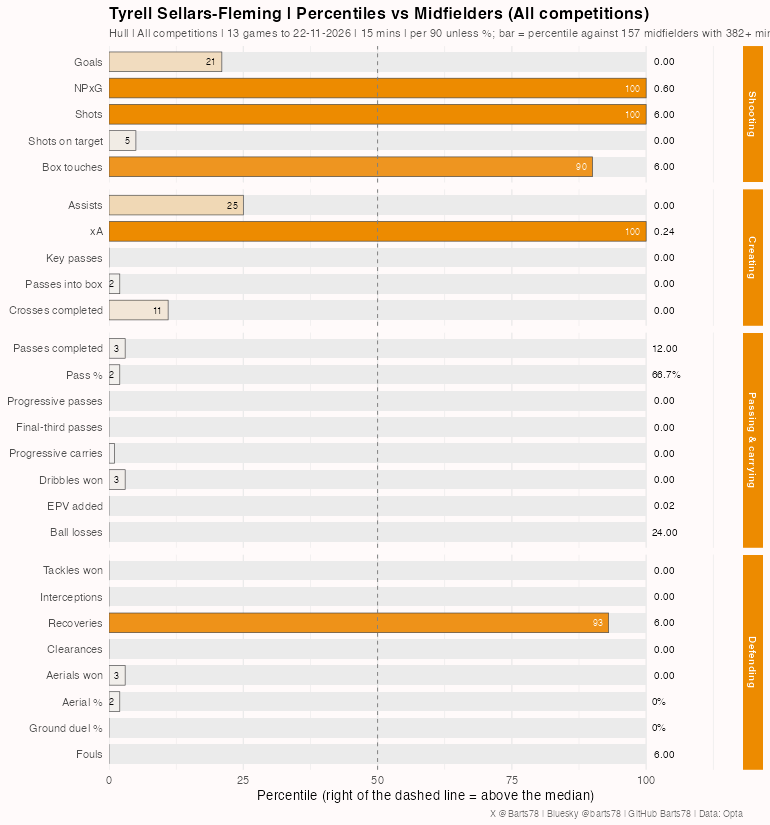 Tyrell Sellars-Fleming | Percentiles vs Midfielders (All competitions)
Hull | All competitions | 13 games to 22-11-2026 | 15 mins | per 90 unless %; bar = percentile against 157 midfielders with 382+ min
Goals 21 0.00
NPxG 100 0.60
Shots 100 6.00
Shots on target 5 0.00
Box touches 90 6.00
Shooting
Assists 25 0.00
xA 100 0.24
Key passes 0.00
Passes into box 2 0.00
Crosses completed 11 0.00
Creating
Passes completed 3 12.00
Pass % 2 66.7%
Progressive passes 0.00
Final-third passes 0.00
Progressive carries 0.00
Dribbles won 3 0.00
EPV added 0.02
Ball losses 24.00
Passing & carrying
Tackles won 0.00
Interceptions 0.00
Recoveries 93 6.00
Clearances 0.00
Aerials won 3 0.00
Aerial % 2 0%
Ground duel % 0%
Fouls 6.00
Defending
0 25 50 75 100
Percentile (right of the dashed line = above the median)
X @Barts78 | Bluesky @barts78 | GitHub Barts78 | Data: Opta